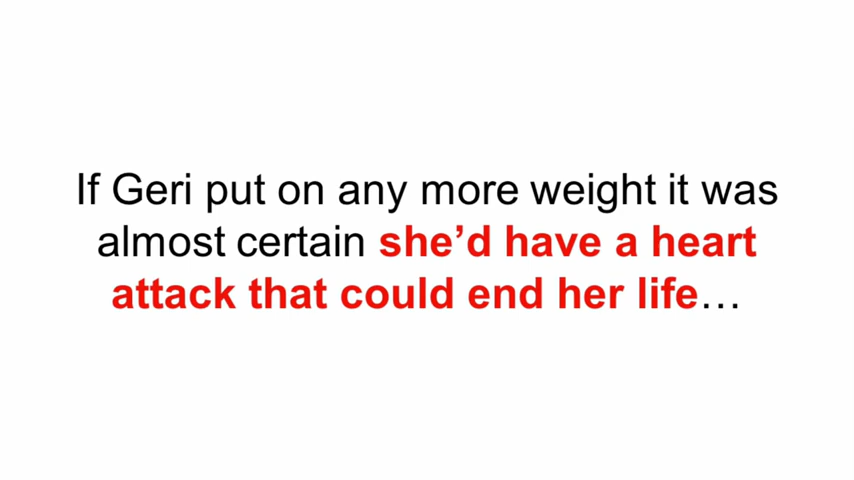 If Geri put on any more weight it was
almost certain she’d have a heart
attack that could end her life…